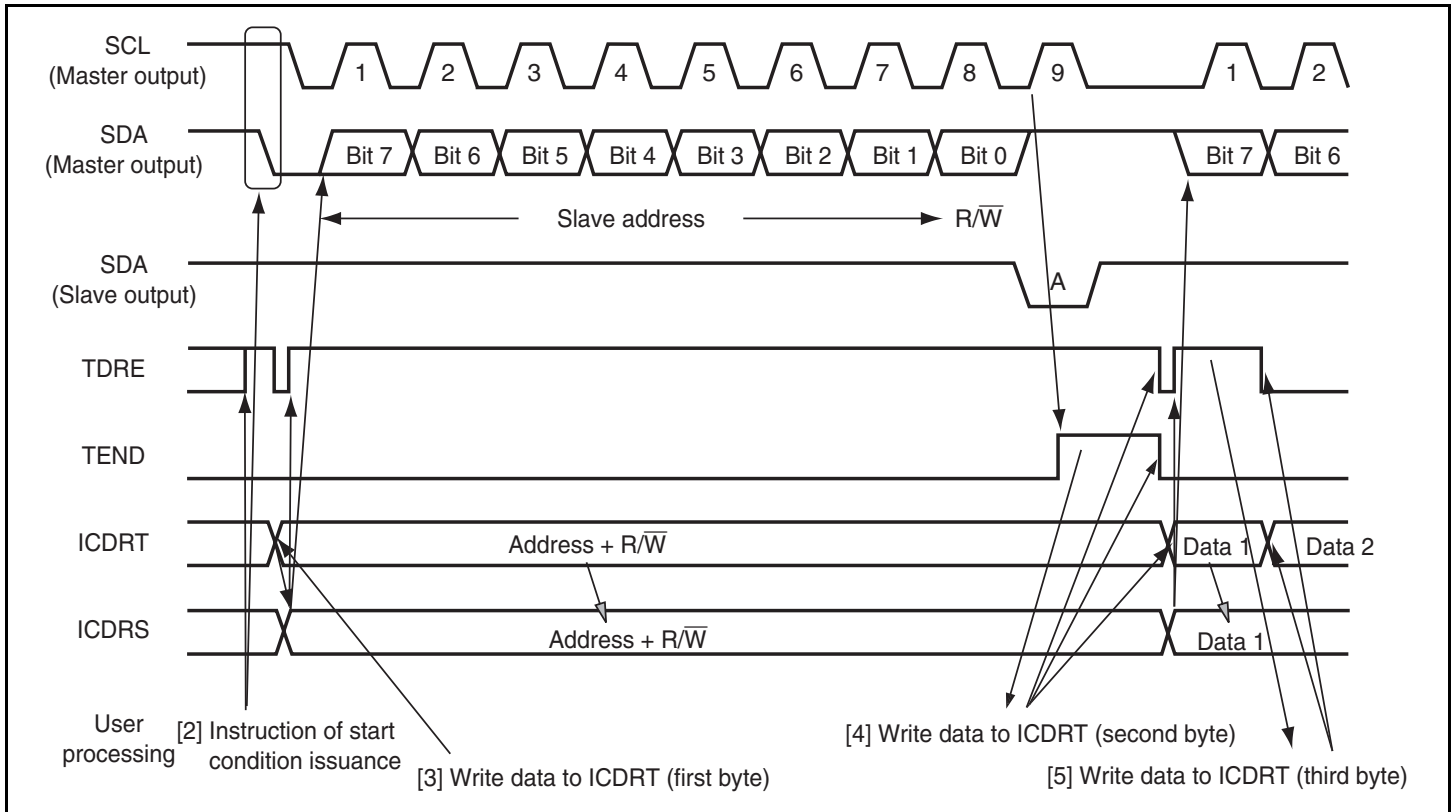 SCL
(Master output)
1 2 3 4 5 6 7 8 9 1 2
SDA
(Master output)
Bit 7 Bit 6 Bit 5 Bit 4 Bit 3 Bit 2 Bit 1 Bit 0 Bit 7 Bit 6
Slave address R/W̅
SDA
(Slave output)
A
TDRE
TEND
ICDRT
Address + R/W̅ Data 1 Data 2
ICDRS
Address + R/W̅ Data 1
User
processing
[2] Instruction of start
condition issuance
[3] Write data to ICDRT (first byte)
[4] Write data to ICDRT (second byte)
[5] Write data to ICDRT (third byte)